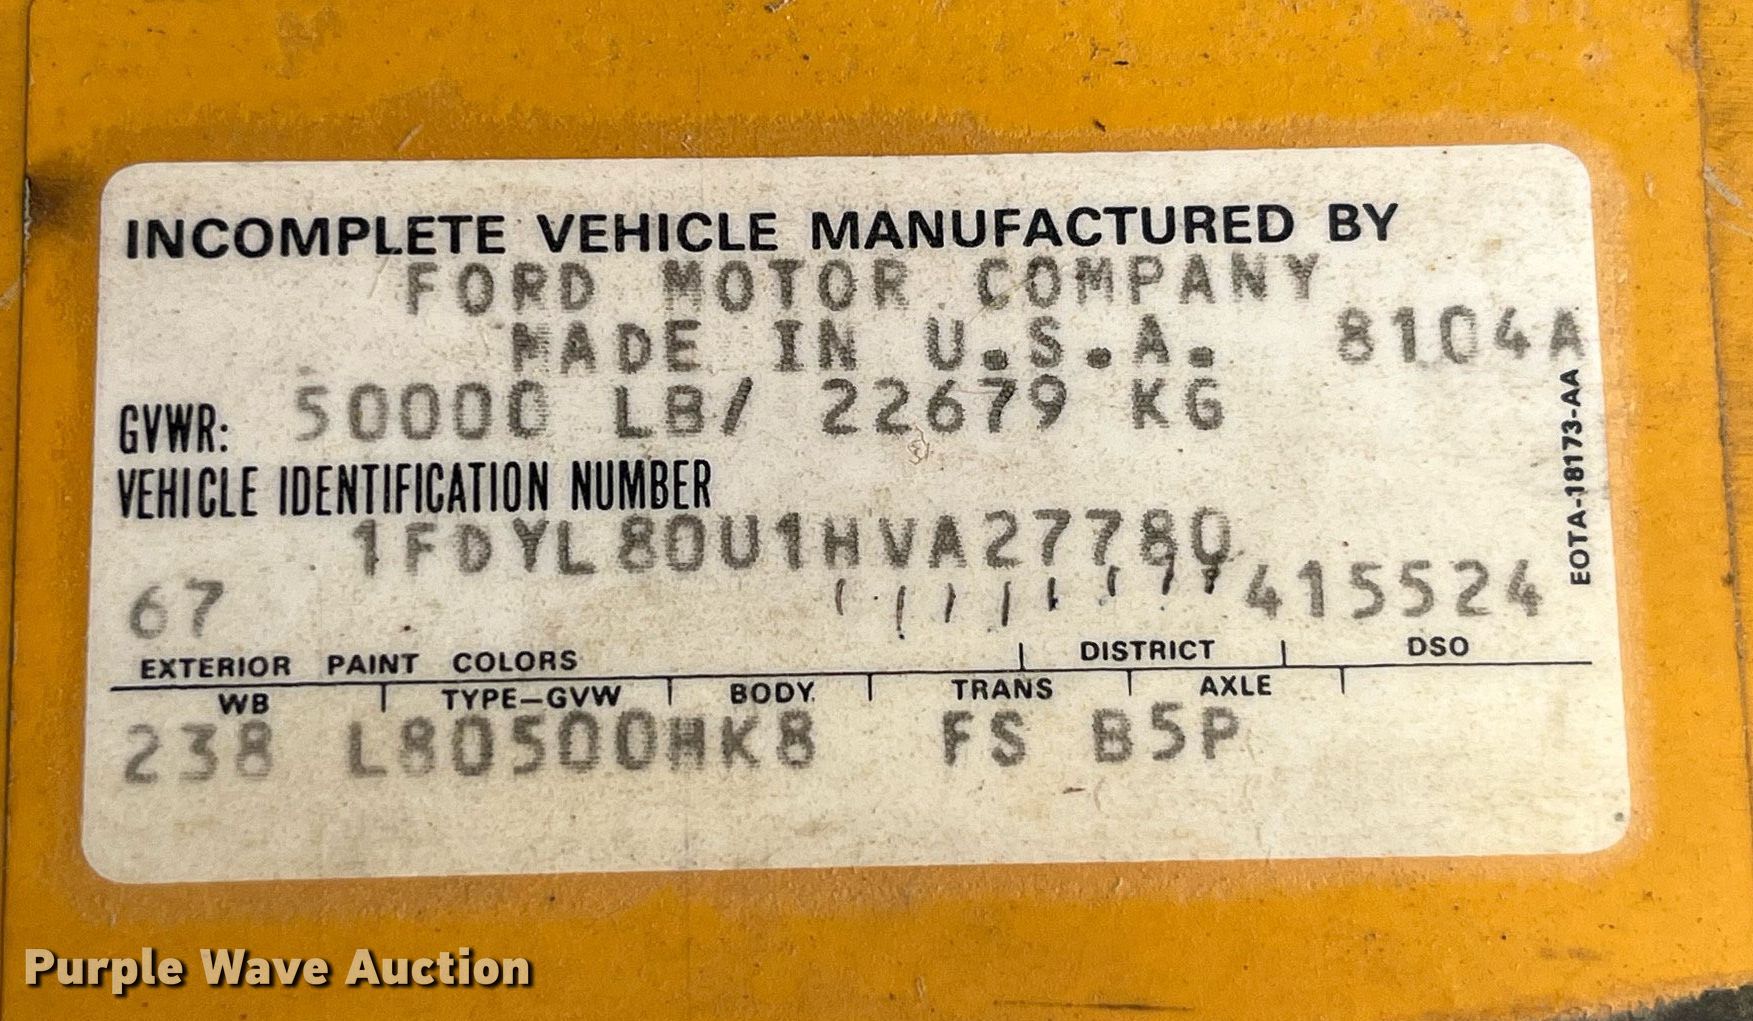 INCOMPLETE VEHICLE MANUFACTURED BY
FORD MOTOR COMPANY
MADE IN U.S.A. 8104A
GVWR: 50000 LB/ 22679 KG
VEHICLE IDENTIFICATION NUMBER
1FDYL80U1HVA27780
67 415524
EXTERIOR PAINT COLORS DISTRICT DSO
WB TYPE-GVW BODY TRANS AXLE
238 L80500HK8 FS B5P
EOTA-18173-AA
Purple Wave Auction